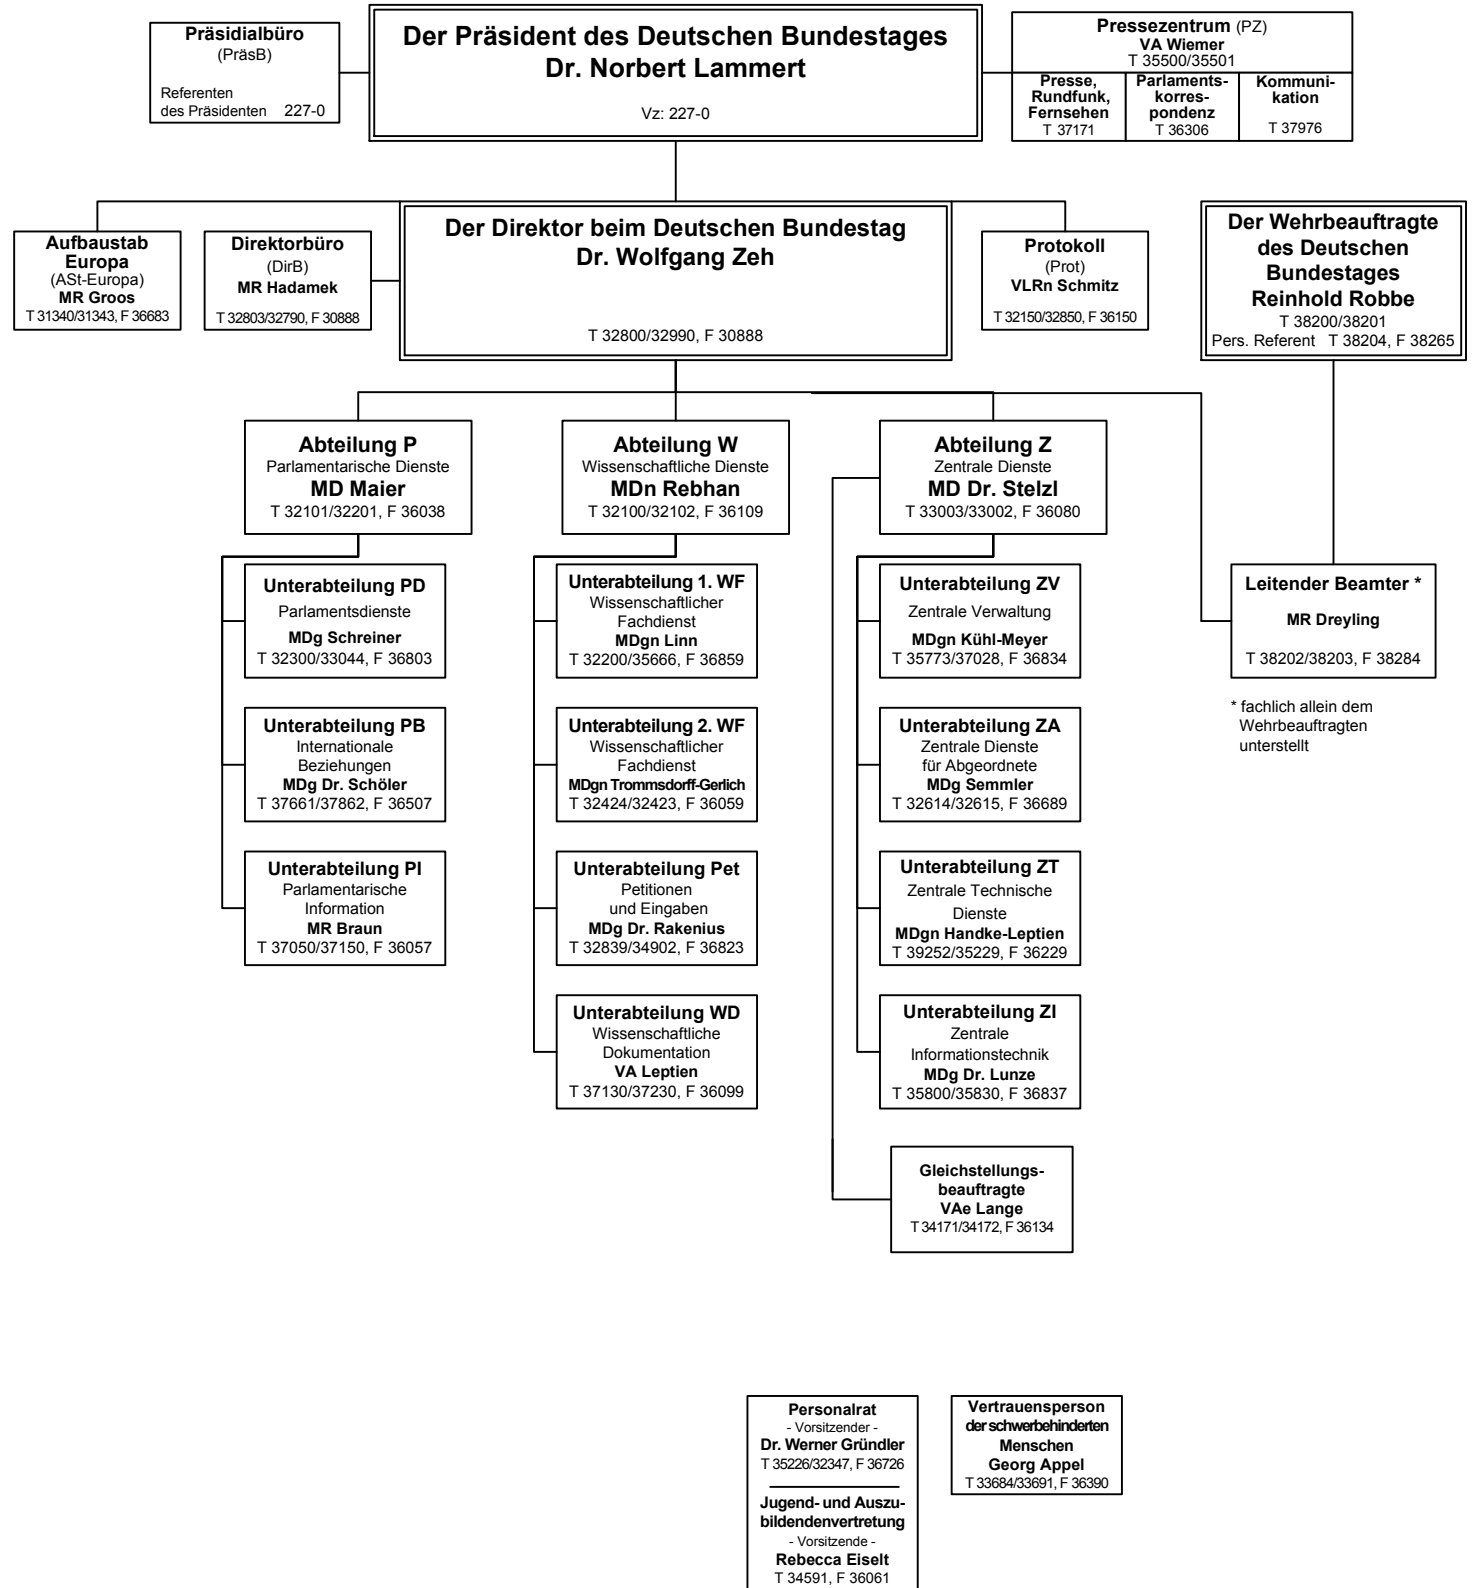 Präsidialbüro
(PräsB)
Referenten
des Präsidenten 227-0
Der Präsident des Deutschen Bundestages
Dr. Norbert Lammert
Vz: 227-0
Pressezentrum (PZ)
VA Wiemer
T 35500/35501
Presse,
Rundfunk,
Fernsehen
T 37171
Parlaments-
korres-
pondenz
T 36306
Kommuni-
kation
T 37976
Aufbaustab
Europa
(ASt-Europa)
MR Groos
T 31340/31343, F 36683
Direktorbüro
(DirB)
MR Hadamek
T 32803/32790, F 30888
Der Direktor beim Deutschen Bundestag
Dr. Wolfgang Zeh
T 32800/32990, F 30888
Protokoll
(Prot)
VLRn Schmitz
T 32150/32850, F 36150
Der Wehrbeauftragte
des Deutschen
Bundestages
Reinhold Robbe
T 38200/38201
Pers. Referent T 38204, F 38265
Abteilung P
Parlamentarische Dienste
MD Maier
T 32101/32201, F 36038
Abteilung W
Wissenschaftliche Dienste
MDn Rebhan
T 32100/32102, F 36109
Abteilung Z
Zentrale Dienste
MD Dr. Stelzl
T 33003/33002, F 36080
Unterabteilung PD
Parlamentsdienste
MDg Schreiner
T 32300/33044, F 36803
Unterabteilung 1. WF
Wissenschaftlicher
Fachdienst
MDgn Linn
T 32200/35666, F 36859
Unterabteilung ZV
Zentrale Verwaltung
MDgn Kühl-Meyer
T 35773/37028, F 36834
Leitender Beamter *
MR Dreyling
T 38202/38203, F 38284
* fachlich allein dem
Wehrbeauftragten
unterstellt
Unterabteilung PB
Internationale
Beziehungen
MDg Dr. Schöler
T 37661/37862, F 36507
Unterabteilung 2. WF
Wissenschaftlicher
Fachdienst
MDgn Trommsdorff-Gerlich
T 32424/32423, F 36059
Unterabteilung ZA
Zentrale Dienste
für Abgeordnete
MDg Semmler
T 32614/32615, F 36689
Unterabteilung PI
Parlamentarische
Information
MR Braun
T 37050/37150, F 36057
Unterabteilung Pet
Petitionen
und Eingaben
MDg Dr. Rakenius
T 32839/34902, F 36823
Unterabteilung ZT
Zentrale Technische
Dienste
MDgn Handke-Leptien
T 39252/35229, F 36229
Unterabteilung WD
Wissenschaftliche
Dokumentation
VA Leptien
T 37130/37230, F 36099
Unterabteilung ZI
Zentrale
Informationstechnik
MDg Dr. Lunze
T 35800/35830, F 36837
Gleichstellungs-
beauftragte
VAe Lange
T 34171/34172, F 36134
Personalrat
- Vorsitzender -
Dr. Werner Gründler
T 35226/32347, F 36726
Jugend- und Auszu-
bildendenvertretung
- Vorsitzende -
Rebecca Eiselt
T 34591, F 36061
Vertrauensperson
der schwerbehinderten
Menschen
Georg Appel
T 33684/33691, F 36390